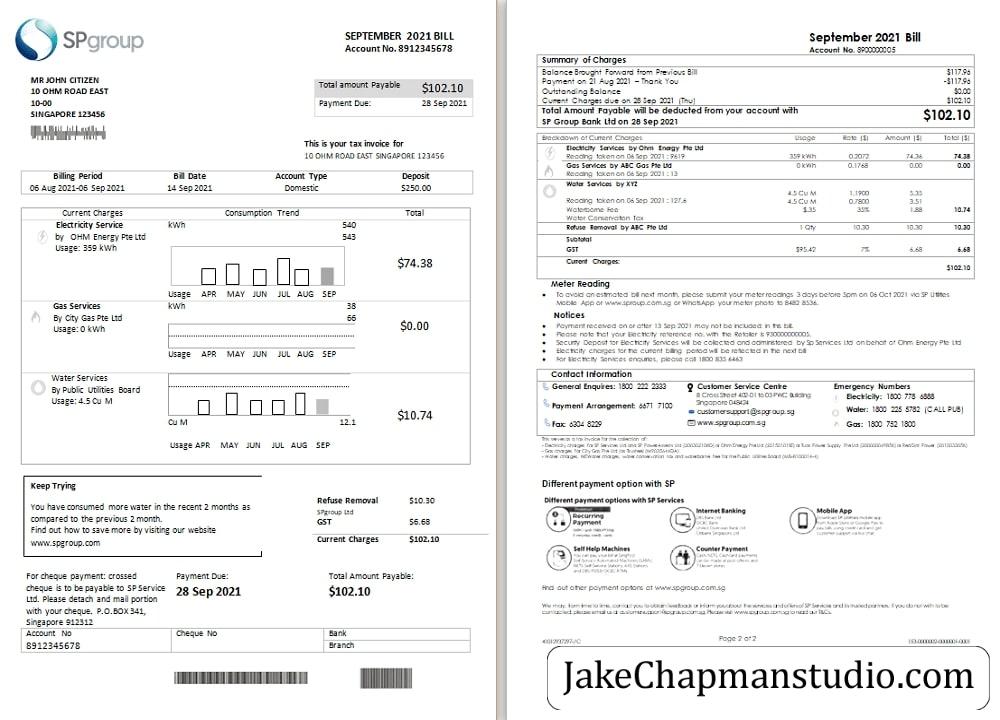 SPgroup
SEPTEMBER 2021 BILL
Account No. 8912345678
MR JOHN CITIZEN
10 OHM ROAD EAST
10-00
SINGAPORE 123456
Total amount Payable $102.10
Payment Due: 28 Sep 2021
This is your tax invoice for
10 OHM ROAD EAST SINGAPORE 123456
Billing Period Bill Date Account Type Deposit
06 Aug 2021-06 Sep 2021 14 Sep 2021 Domestic $250.00
Current Charges Consumption Trend Total
Electricity Service kWh 540
by OHM Energy Pte Ltd 543
Usage: 359 kWh
$74.38
Usage APR MAY JUN JUL AUG SEP
Gas Services kWh 38
By City Gas Pte Ltd 66
Usage: 0 kWh $0.00
Usage APR MAY JUN JUL AUG SEP
Water Services
By Public Utilities Board
Usage: 4.5 Cu M
$10.74
Cu M 12.1
Usage APR MAY JUN JUL AUG SEP
Keep Trying
You have consumed more water in the recent 2 months as
compared to the previous 2 month.
Find out how to save more by visiting our website
www.spgroup.com
Refuse Removal $10.30
SPgroup Ltd
GST $6.68
Current Charges $102.10
For cheque payment: crossed
cheque is to be payable to SP Service
Ltd. Please detach and mail portion
with your cheque, P.O.BOX 341,
Singapore 912312
Payment Due: Total Amount Payable:
28 Sep 2021 $102.10
Account No Cheque No Bank
8912345678 Branch
September 2021 Bill
Account No. 8900000005
Summary of Charges
Balance Brought Forward from Previous Bill $117.96
Payment on 21 Aug 2021 – Thank You -$117.96
Outstanding Balance $0.00
Current Charges due on 28 Sep 2021 (Thu) $102.10
Total Amount Payable will be deducted from your account with
SP Group Bank Ltd on 28 Sep 2021 $102.10
Breakdown of Current Charges Usage Rate ($) Amount ($) Total ($)
Electricity Services by Ohm Energy Pte Ltd
Reading taken on 06 Sep 2021 : 9619 359 kWh 0.2072 74.38 74.38
Gas Services by ABC Gas Pte Ltd 0 kWh 0.1768 0.00 0.00
Reading taken on 06 Sep 2021 : 13
Water Services by XYZ
4.5 Cu M 1.1900 5.35
Reading taken on 06 Sep 2021 : 127.6 4.5 Cu M 0.7800 3.51
Waterborne Fee $.35 35% 1.88 10.74
Water Conservation Tax
Refuse Removal by ABC Pte Ltd 1 Qty 10.30 10.30 10.30
Subtotal
GST $95.42 7% 6.68 6.68
Current Charges:
$102.10
Meter Reading
• To avoid an estimated bill next month, please submit your meter readings 3 days before 5pm on 06 Oct 2021 via SP Utilities
Mobile App or www.spgroup.com.sg or WhatsApp your meter photo to 8482 8536.
Notices
• Payment received on or after 13 Sep 2021 may not be included in this bill.
• Please note that your Electricity reference no. with the Retailer is 930000000005.
• Security Deposit for Electricity Services will be collected and administered by Sp Services Ltd on behalf of Ohm Energy Pte Ltd
• Electricity charges for the current billing period will be reflected in the next bill
• For Electricity Services enquiries, please call 1800 835 6463
Contact Information
General Enquires: 1800 222 2333
Payment Arrangement: 6671 7100
Fax: 6304 8229
Customer Service Centre
Singapore 048424
customersupport@spgroup.sg
www.spgroup.com.sg
Emergency Numbers
Electricity: 1800 778 6888
Waler: 1800 225 5782 (CALL PUB)
Gas: 1800 752 1800
Different payment option with SP
Different payment options with SP Services
Recurring
Payment
Internet Banking
Mobile App
Self Help Machines
Counter Payment
Find out other payment options at www.spgroup.com.sg
Page 2 of 2
JakeChapmanstudio.com